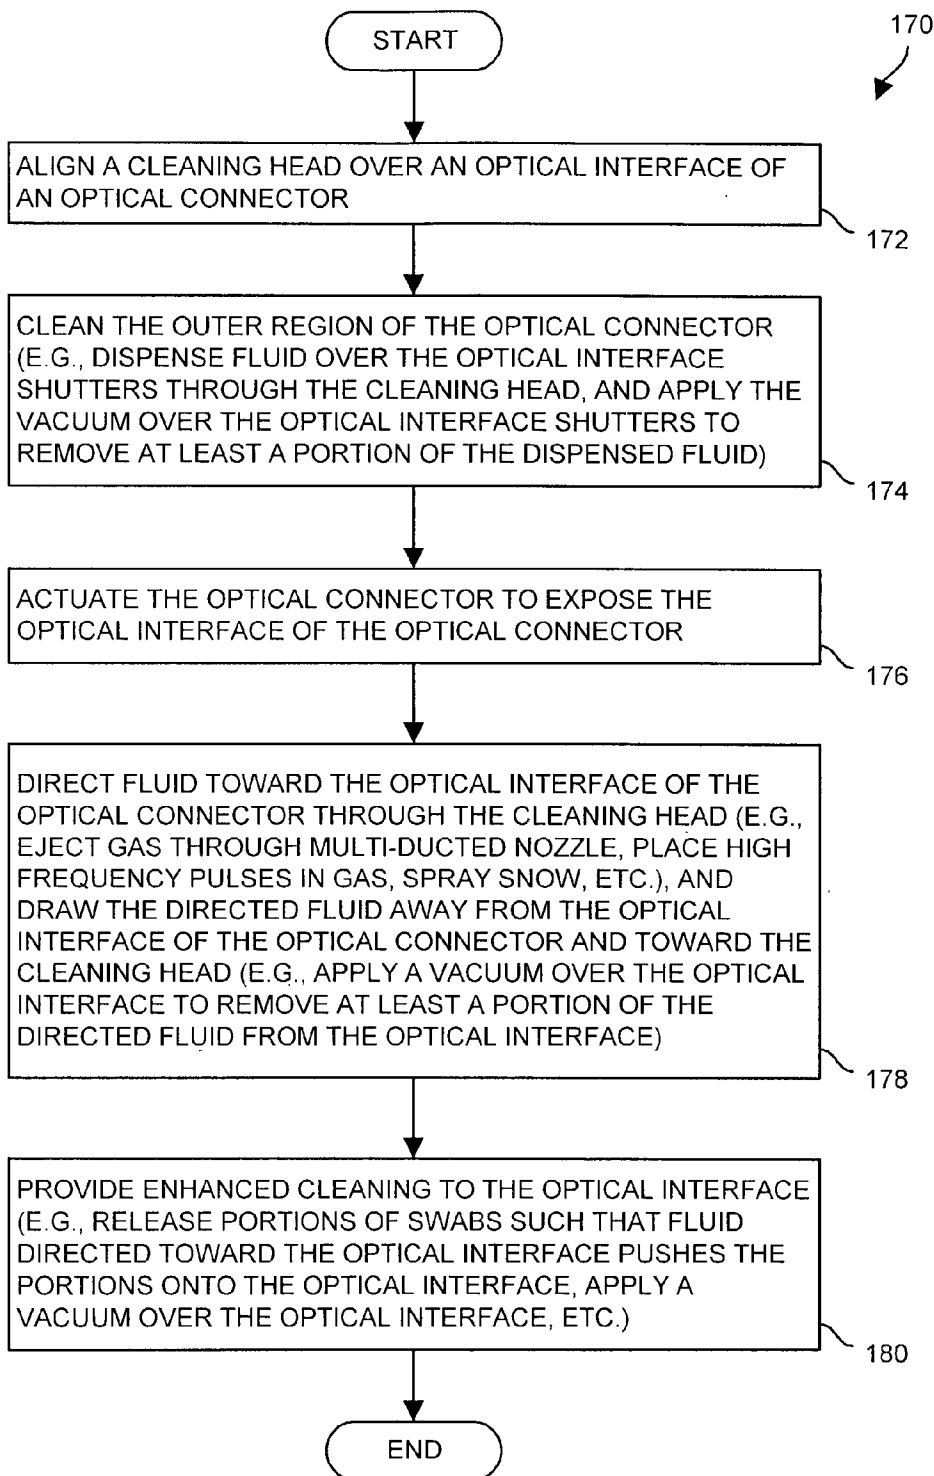 START
170
ALIGN A CLEANING HEAD OVER AN OPTICAL INTERFACE OF
AN OPTICAL CONNECTOR
172
CLEAN THE OUTER REGION OF THE OPTICAL CONNECTOR
(E.G., DISPENSE FLUID OVER THE OPTICAL INTERFACE
SHUTTERS THROUGH THE CLEANING HEAD, AND APPLY THE
VACUUM OVER THE OPTICAL INTERFACE SHUTTERS TO
REMOVE AT LEAST A PORTION OF THE DISPENSED FLUID)
174
ACTUATE THE OPTICAL CONNECTOR TO EXPOSE THE
OPTICAL INTERFACE OF THE OPTICAL CONNECTOR
176
DIRECT FLUID TOWARD THE OPTICAL INTERFACE OF THE
OPTICAL CONNECTOR THROUGH THE CLEANING HEAD (E.G.,
EJECT GAS THROUGH MULTI-DUCTED NOZZLE, PLACE HIGH
FREQUENCY PULSES IN GAS, SPRAY SNOW, ETC.), AND
DRAW THE DIRECTED FLUID AWAY FROM THE OPTICAL
INTERFACE OF THE OPTICAL CONNECTOR AND TOWARD THE
CLEANING HEAD (E.G., APPLY A VACUUM OVER THE OPTICAL
INTERFACE TO REMOVE AT LEAST A PORTION OF THE
DIRECTED FLUID FROM THE OPTICAL INTERFACE)
178
PROVIDE ENHANCED CLEANING TO THE OPTICAL INTERFACE
(E.G., RELEASE PORTIONS OF SWABS SUCH THAT FLUID
DIRECTED TOWARD THE OPTICAL INTERFACE PUSHES THE
PORTIONS ONTO THE OPTICAL INTERFACE, APPLY A
VACUUM OVER THE OPTICAL INTERFACE, ETC.)
180
END